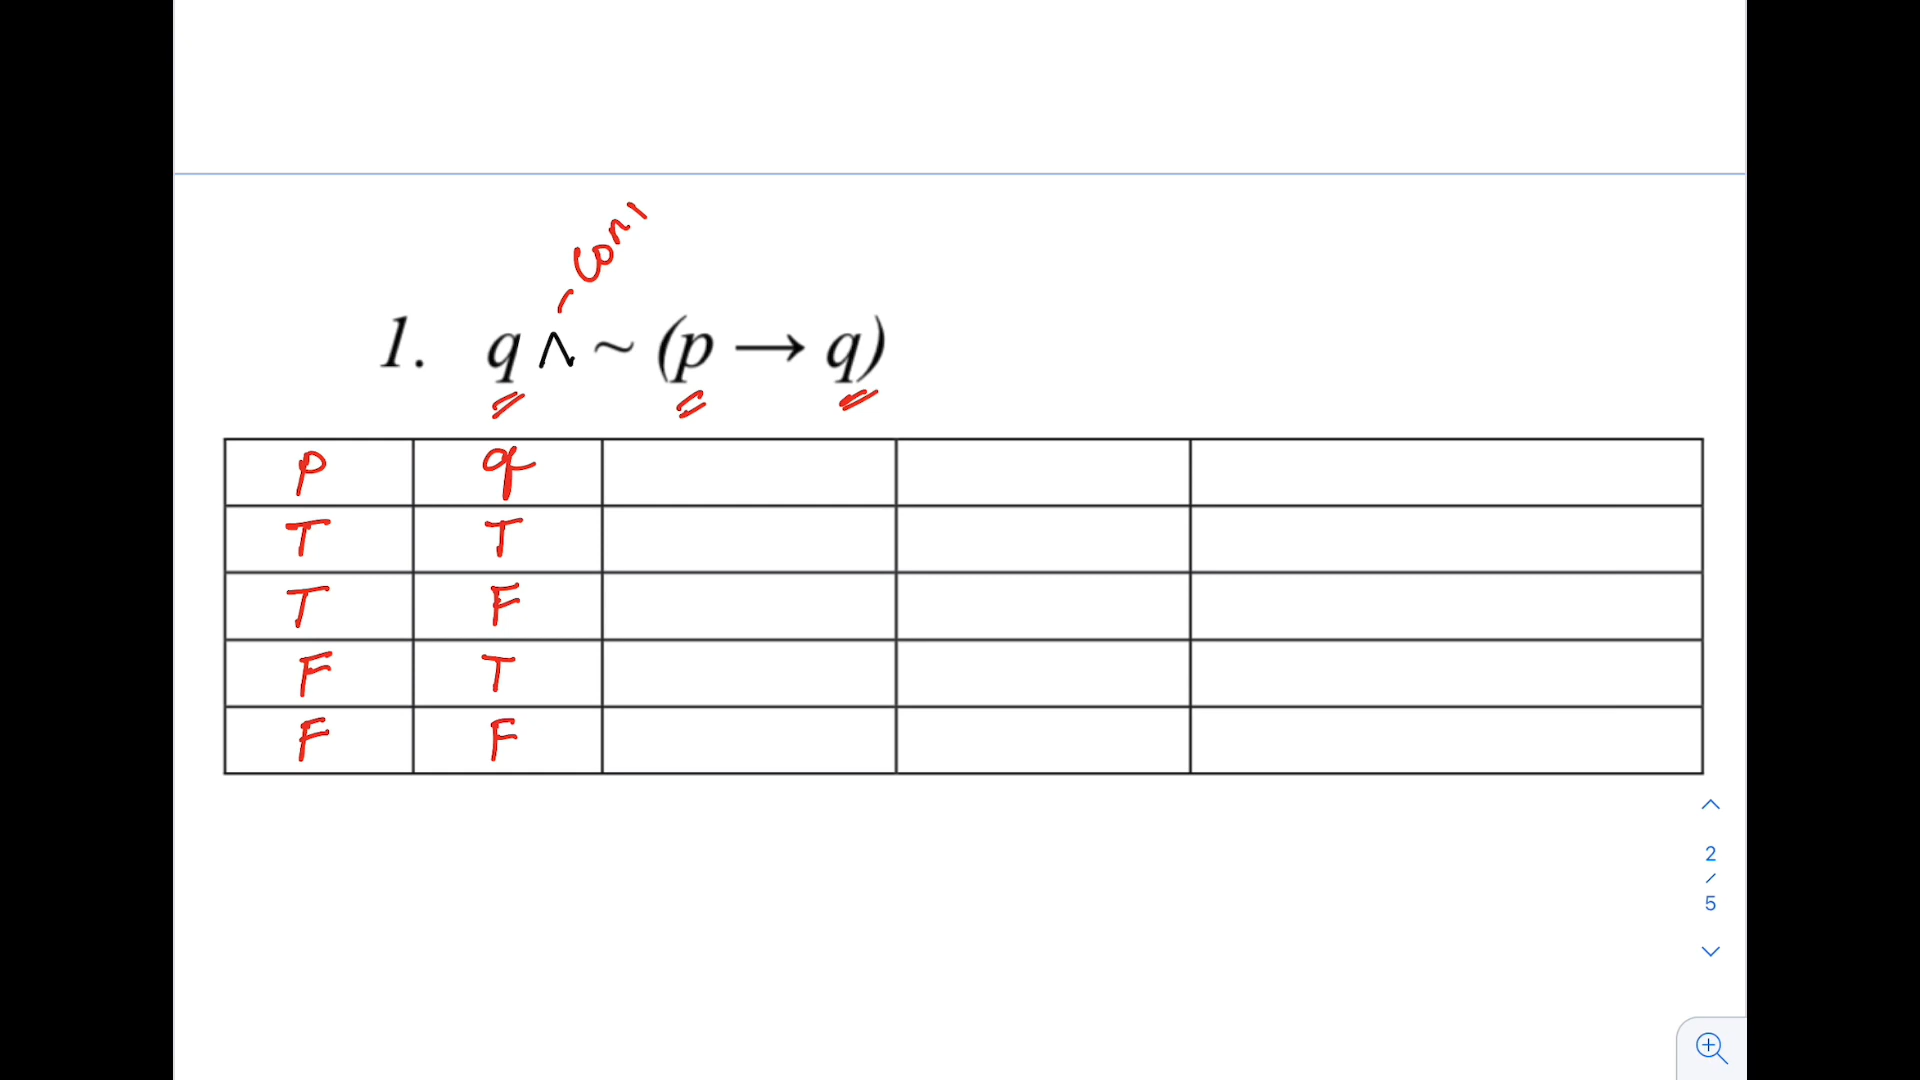 conj
1. q ∧ ~ (p → q)
p q
T T
T F
F T
F F
2
/
5